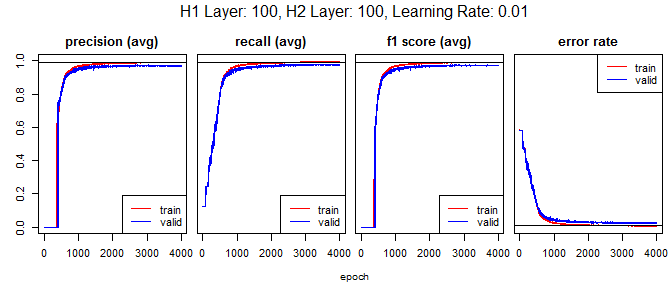 H1 Layer: 100, H2 Layer: 100, Learning Rate: 0.01
precision (avg) recall (avg) f1 score (avg) error rate
1.0
0.8
0.6
0.4
0.2
0.0
train
valid
train
valid
train
valid
train
valid
0 1000 2000 3000 4000 0 1000 2000 3000 4000 0 1000 2000 3000 4000 0 1000 2000 3000 4000
epoch